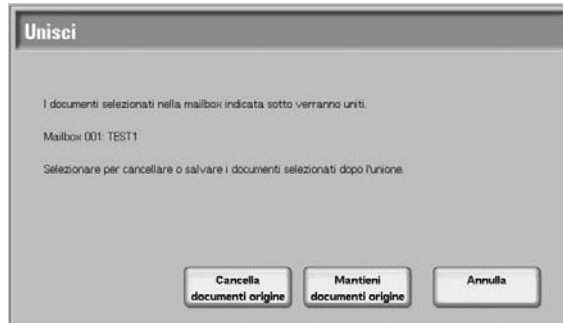 Unisci
I documenti selezionati nella mailbox indicata sotto verranno uniti.
Mailbox 001: TEST1
Selezionare per cancellare o salvare i documenti selezionati dopo l'unione.
Cancella
documenti origine
Mantieni
documenti origine
Annulla